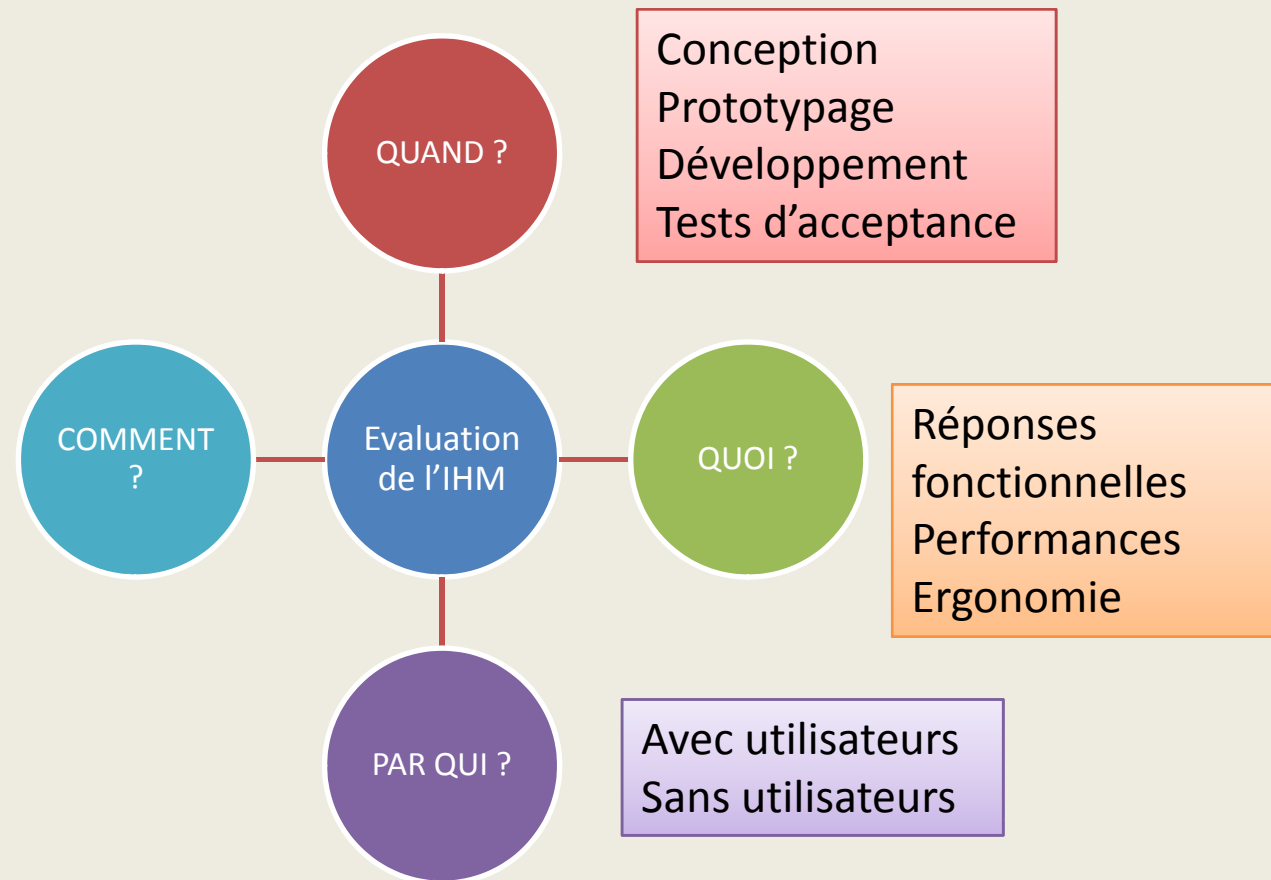 QUAND ?
Conception
Prototypage
Développement
Tests d’acceptance
COMMENT
?
Evaluation
de l’IHM
QUOI ?
Réponses
fonctionnelles
Performances
Ergonomie
PAR QUI ?
Avec utilisateurs
Sans utilisateurs